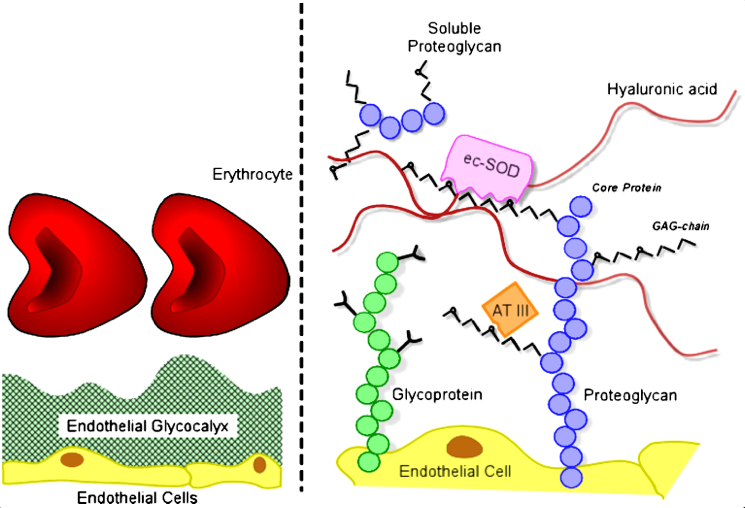 Erythrocyte
Endothelial Glycocalyx
Endothelial Cells
Soluble
Proteoglycan
Hyaluronic acid
ec-SOD
Core Protein
GAG-chain
AT III
Glycoprotein
Proteoglycan
Endothelial Cell